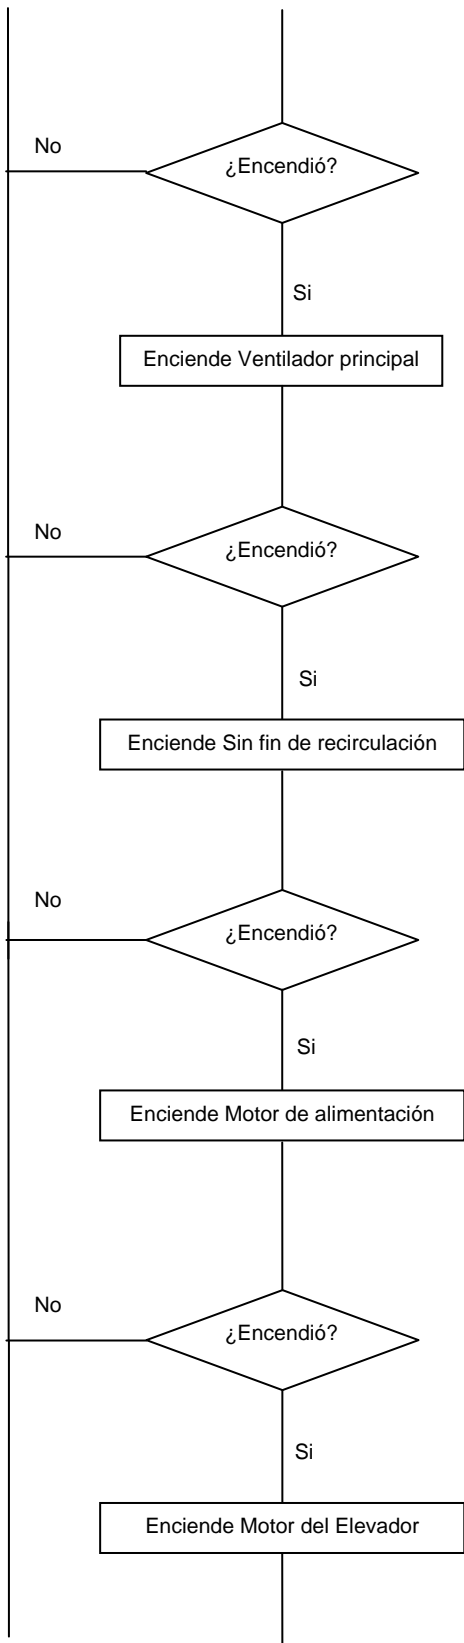 No
¿Encendió?
Si
Enciende Ventilador principal
No
¿Encendió?
Si
Enciende Sin fin de recirculación
No
¿Encendió?
Si
Enciende Motor de alimentación
No
¿Encendió?
Si
Enciende Motor del Elevador